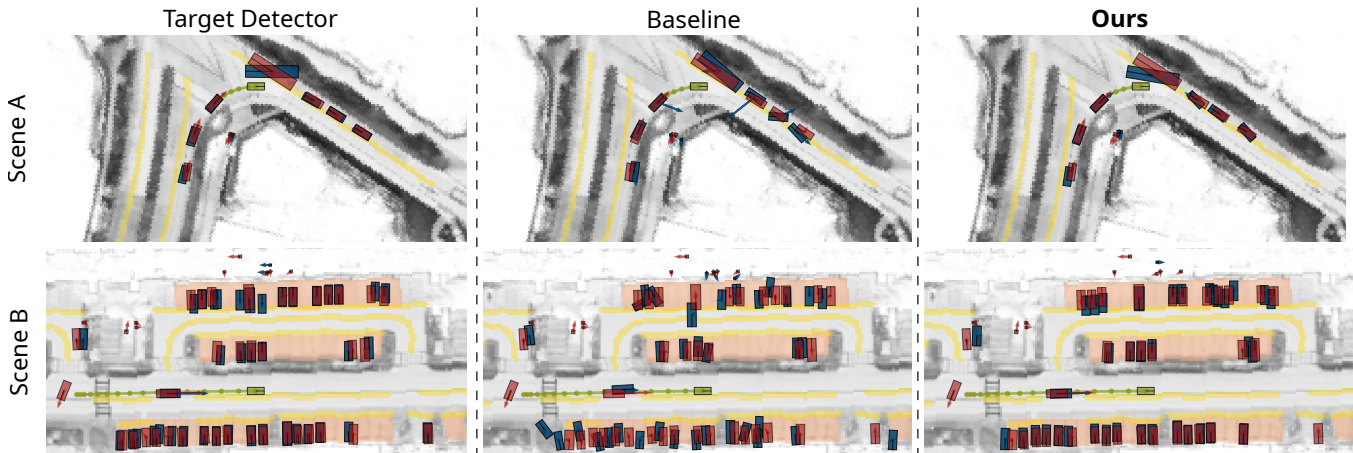 Target Detector
Baseline
Ours
Scene A
Scene B